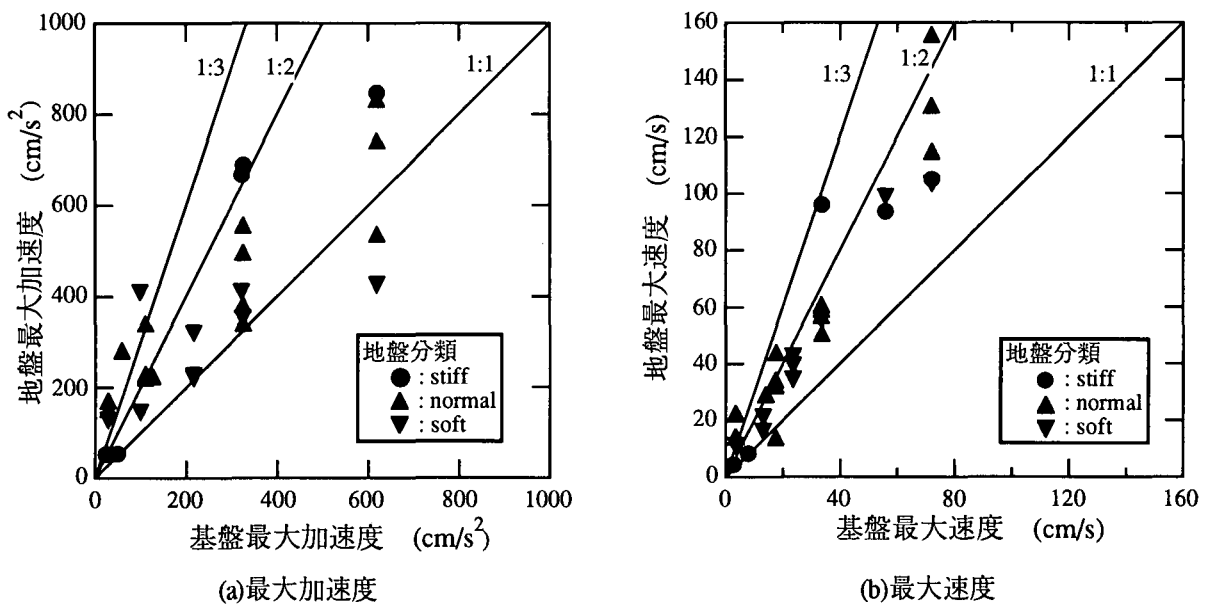 1000
800
600
400
200
0
地盤最大加速度 (cm/s²)
1:3
1:2
1:1
地盤分類
● : stiff
▲ : normal
▼ : soft
0 200 400 600 800 1000
基盤最大加速度 (cm/s²)
(a)最大加速度
160
140
120
100
80
60
40
20
0
地盤最大速度 (cm/s)
1:3
1:2
1:1
地盤分類
● : stiff
▲ : normal
▼ : soft
0 40 80 120 160
基盤最大速度 (cm/s)
(b)最大速度